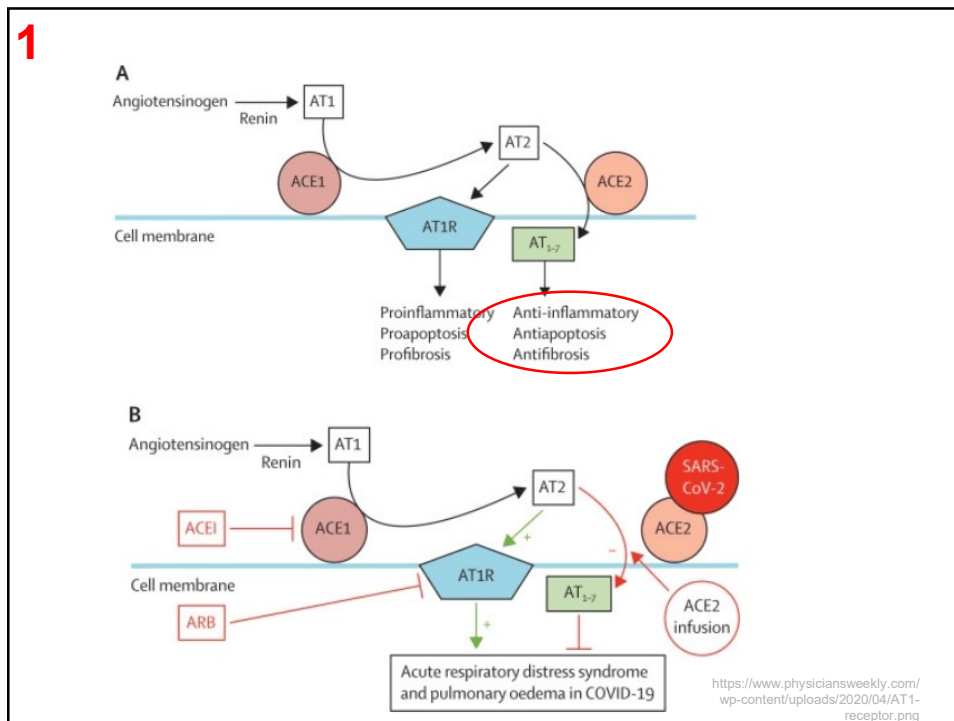 1
A
Angiotensinogen
Renin
AT1
AT2
ACE1
ACE2
AT1R
Cell membrane
AT1-7
Proinflammatory
Proapoptosis
Profibrosis
Anti-inflammatory
Antiapoptosis
Antifibrosis
B
Angiotensinogen
Renin
AT1
AT2
SARS-
CoV-2
ACEI
ACE1
ACE2
+
−
AT1R
Cell membrane
AT1-7
ARB
+
ACE2
infusion
Acute respiratory distress syndrome
and pulmonary oedema in COVID-19
https://www.physiciansweekly.com/
wp-content/uploads/2020/04/AT1-
receptor.png